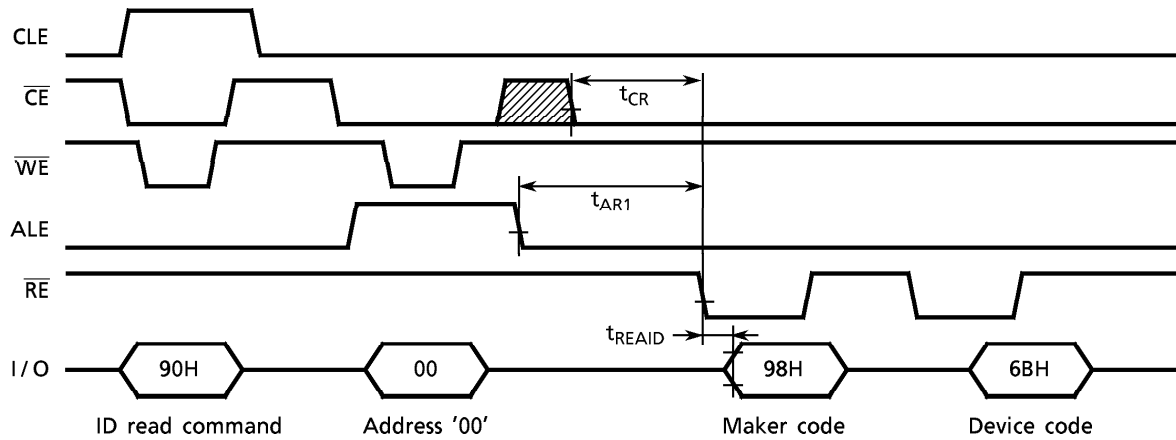 CLE
CE
tCR
WE
tAR1
ALE
RE
tREAID
I/O 90H 00 98H 6BH
ID read command Address '00' Maker code Device code